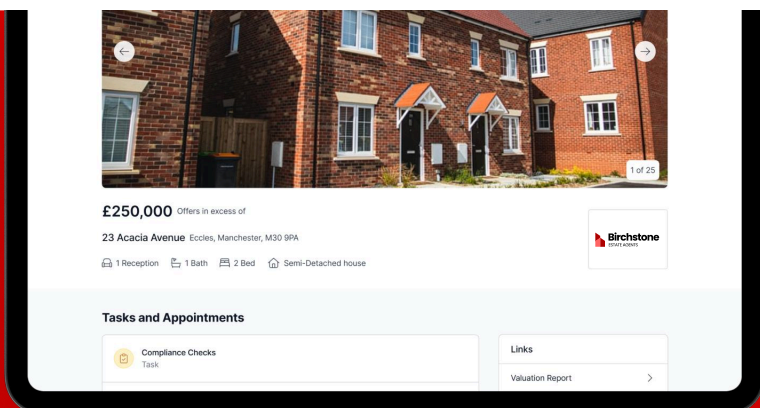 1 of 25
£250,000 Offers in excess of
23 Acacia Avenue Eccles, Manchester, M30 9PA
1 Reception 1 Bath 2 Bed Semi-Detached house
Birchstone
ESTATE AGENTS
Tasks and Appointments
Compliance Checks
Task
Links
Valuation Report